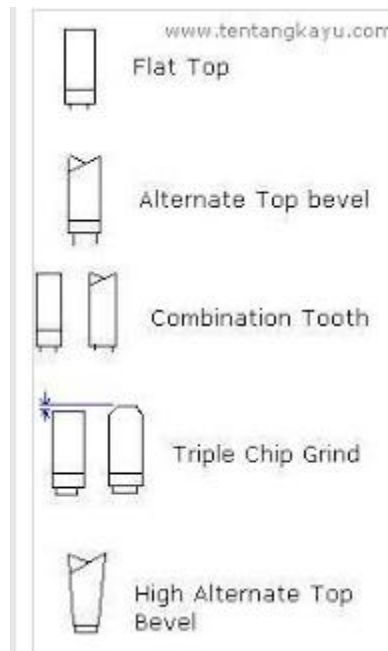 www.tentangkayu.com
Flat Top
Alternate Top bevel
Combination Tooth
Triple Chip Grind
High Alternate Top
Bevel